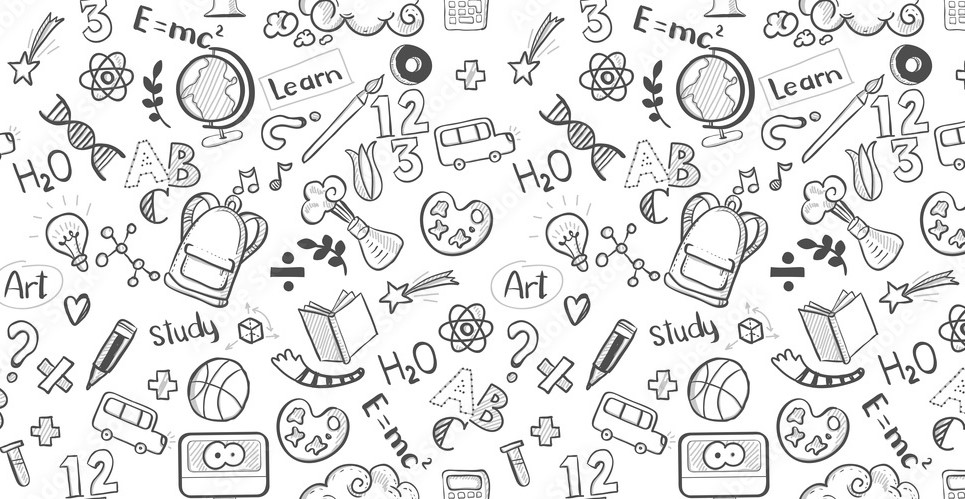 3
E=mc²
3
E=mc²
Learn
Learn
12
3
12
3
H₂O
AB
C
H₂O
AB
C
÷
÷
Art
Art
study
study
?
?
H₂O
H₂O
AB
C
A
C
E=mc²
E=mc²
12
12